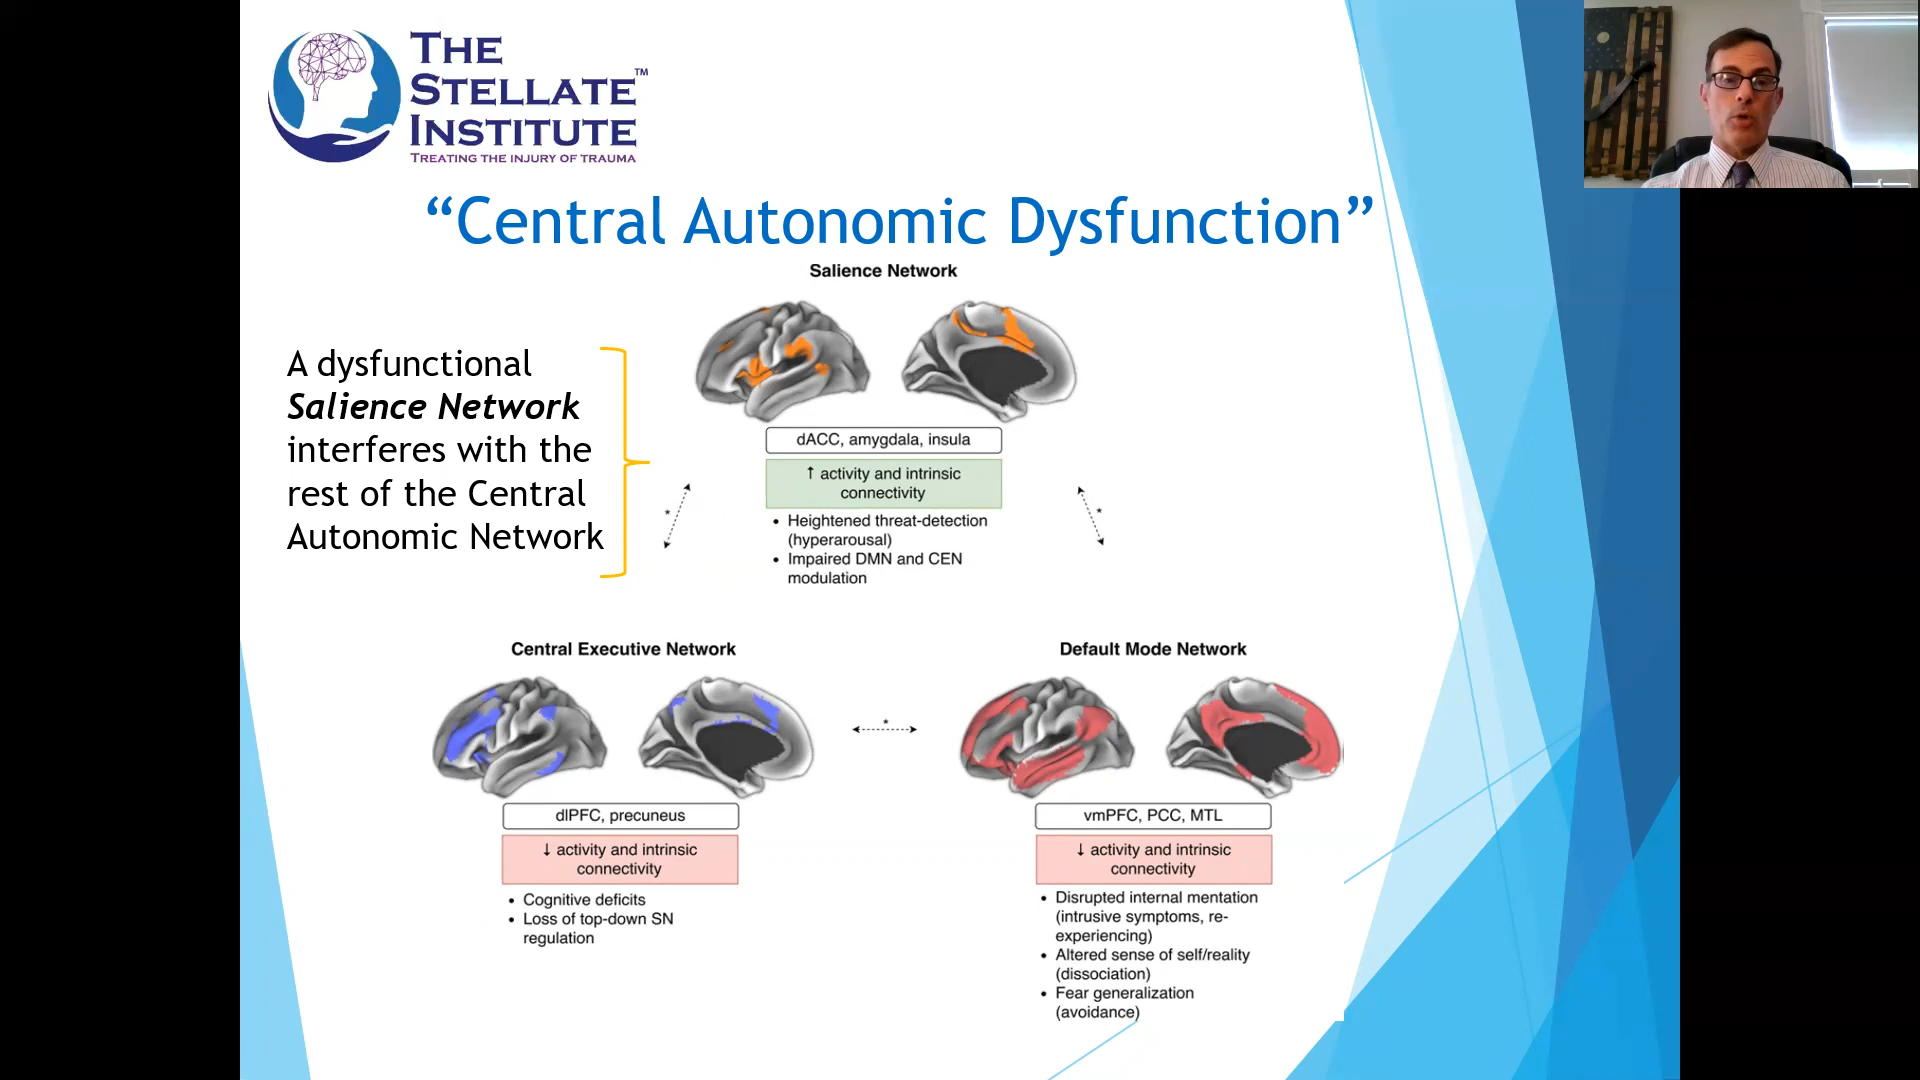 THE
STELLATE™
INSTITUTE
TREATING THE INJURY OF TRAUMA
“Central Autonomic Dysfunction”
A dysfunctional
Salience Network
interferes with the
rest of the Central
Autonomic Network
Salience Network
dACC, amygdala, insula
↑ activity and intrinsic
connectivity
• Heightened threat-detection
(hyperarousal)
• Impaired DMN and CEN
modulation
*
*
Central Executive Network
dlPFC, precuneus
↓ activity and intrinsic
connectivity
• Cognitive deficits
• Loss of top-down SN
regulation
*
Default Mode Network
vmPFC, PCC, MTL
↓ activity and intrinsic
connectivity
• Disrupted internal mentation
(intrusive symptoms, re-
experiencing)
• Altered sense of self/reality
(dissociation)
• Fear generalization
(avoidance)